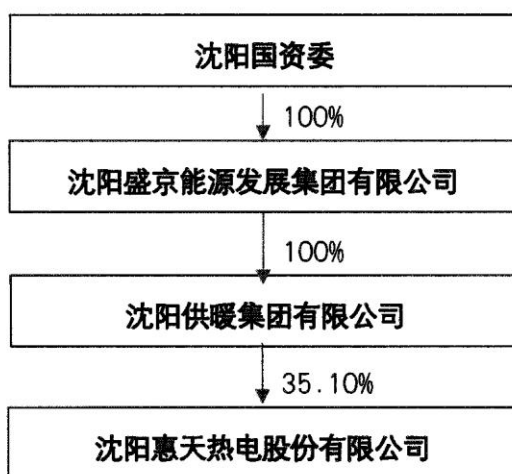 沈阳国资委
100%
沈阳盛京能源发展集团有限公司
100%
沈阳供暖集团有限公司
35.10%
沈阳惠天热电股份有限公司